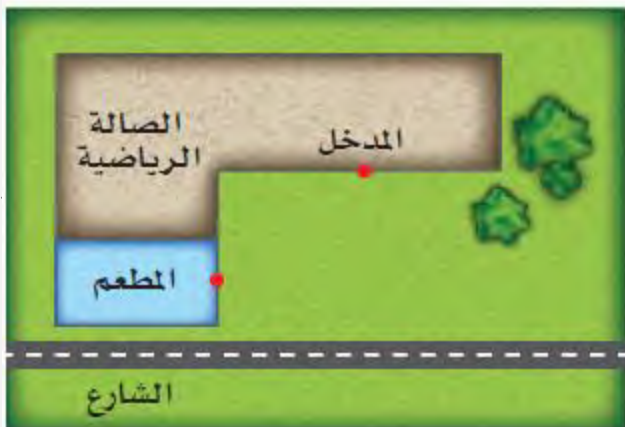 الصالة
الرياضية
المدخل
المطعم
الشارع